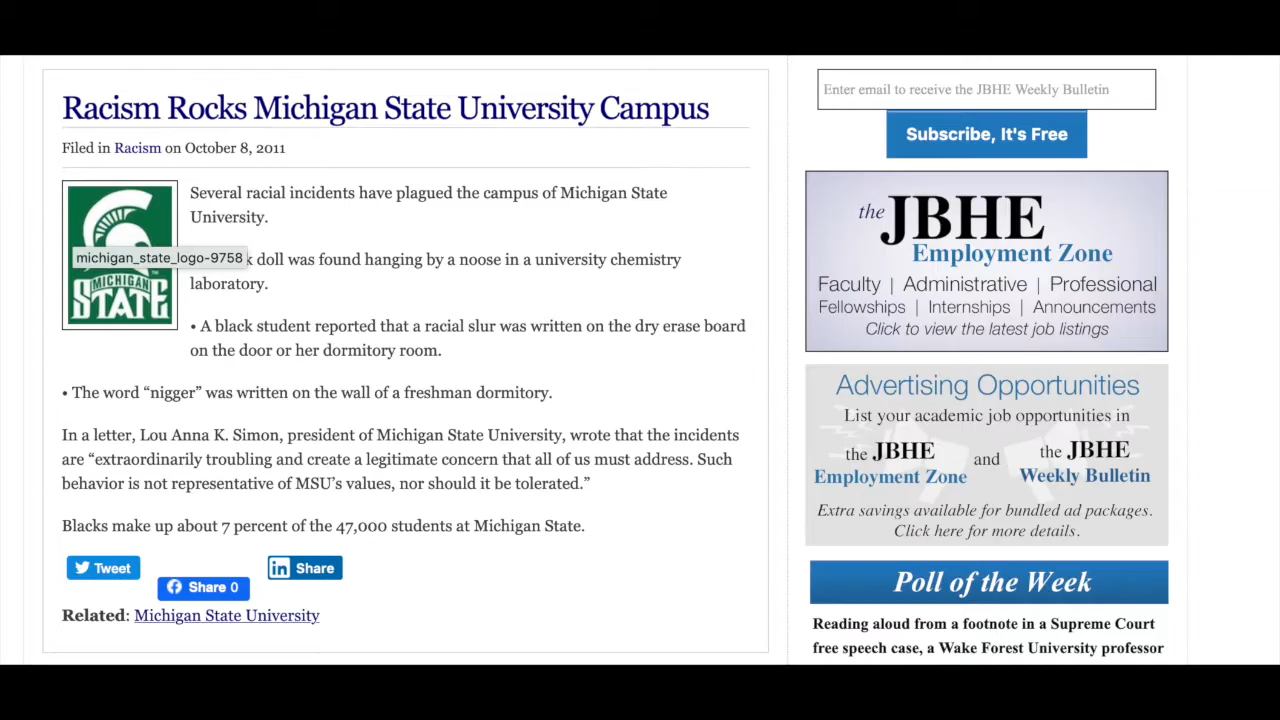 Racism Rocks Michigan State University Campus
Filed in Racism on October 8, 2011
Several racial incidents have plagued the campus of Michigan State
University.
michigan_state_logo-9758
doll was found hanging by a noose in a university chemistry
laboratory.
MICHIGAN
STATE
• A black student reported that a racial slur was written on the dry erase board
on the door or her dormitory room.
• The word “nigger” was written on the wall of a freshman dormitory.
In a letter, Lou Anna K. Simon, president of Michigan State University, wrote that the incidents
are “extraordinarily troubling and create a legitimate concern that all of us must address. Such
behavior is not representative of MSU’s values, nor should it be tolerated.”
Blacks make up about 7 percent of the 47,000 students at Michigan State.
Tweet
Share 0
Share
Related: Michigan State University
Enter email to receive the JBHE Weekly Bulletin
Subscribe, It's Free
the JBHE
Employment Zone
Faculty | Administrative | Professional
Fellowships | Internships | Announcements
Click to view the latest job listings
Advertising Opportunities
List your academic job opportunities in
the JBHE and the JBHE
Employment Zone Weekly Bulletin
Extra savings available for bundled ad packages.
Click here for more details.
Poll of the Week
Reading aloud from a footnote in a Supreme Court
free speech case, a Wake Forest University professor